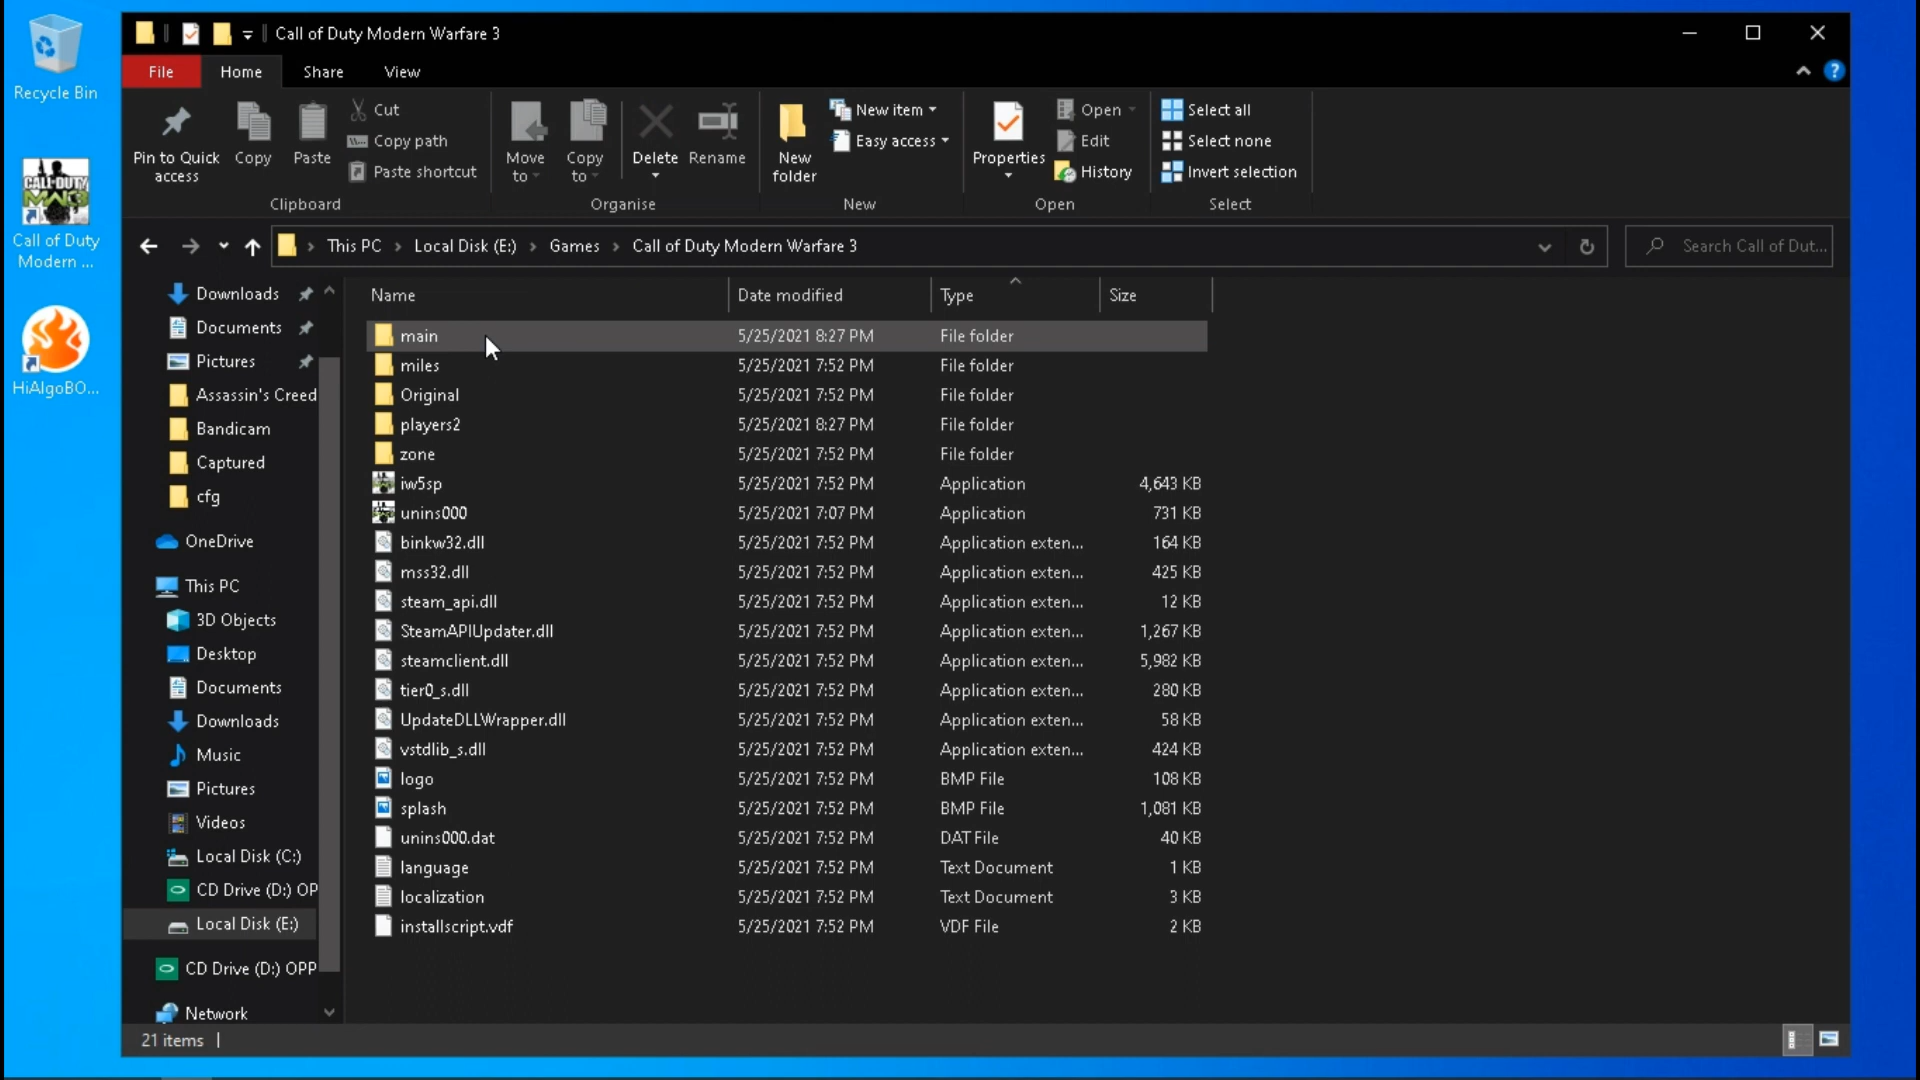 Recycle Bin
CALL OF DUTY
MW3
Call of Duty
Modern ...
HiAlgoBO...
Call of Duty Modern Warfare 3
File
Home
Share
View
Pin to Quick
access
Copy
Paste
Cut
Copy path
Paste shortcut
Clipboard
Move
to
Copy
to
Delete
Rename
Organise
New
folder
New item
Easy access
New
Properties
Open
Edit
History
Open
Select all
Select none
Invert selection
Select
This PC > Local Disk (E:) > Games > Call of Duty Modern Warfare 3
Search Call of Dut...
Downloads
Documents
Pictures
Assassin's Creed
Bandicam
Captured
cfg
OneDrive
This PC
3D Objects
Desktop
Documents
Downloads
Music
Pictures
Videos
Local Disk (C:)
CD Drive (D:) OP
Local Disk (E:)
CD Drive (D:) OPP
Network
Name Date modified Type Size
main 5/25/2021 8:27 PM File folder
miles 5/25/2021 7:52 PM File folder
Original 5/25/2021 7:52 PM File folder
players2 5/25/2021 8:27 PM File folder
zone 5/25/2021 7:52 PM File folder
iw5sp 5/25/2021 7:52 PM Application 4,643 KB
unins000 5/25/2021 7:07 PM Application 731 KB
binkw32.dll 5/25/2021 7:52 PM Application exten... 164 KB
mss32.dll 5/25/2021 7:52 PM Application exten... 425 KB
steam_api.dll 5/25/2021 7:52 PM Application exten... 12 KB
SteamAPIUpdater.dll 5/25/2021 7:52 PM Application exten... 1,267 KB
steamclient.dll 5/25/2021 7:52 PM Application exten... 5,982 KB
tier0_s.dll 5/25/2021 7:52 PM Application exten... 280 KB
UpdateDLLWrapper.dll 5/25/2021 7:52 PM Application exten... 58 KB
vstdlib_s.dll 5/25/2021 7:52 PM Application exten... 424 KB
logo 5/25/2021 7:52 PM BMP File 108 KB
splash 5/25/2021 7:52 PM BMP File 1,081 KB
unins000.dat 5/25/2021 7:52 PM DAT File 40 KB
language 5/25/2021 7:52 PM Text Document 1 KB
localization 5/25/2021 7:52 PM Text Document 3 KB
installscript.vdf 5/25/2021 7:52 PM VDF File 2 KB
21 items